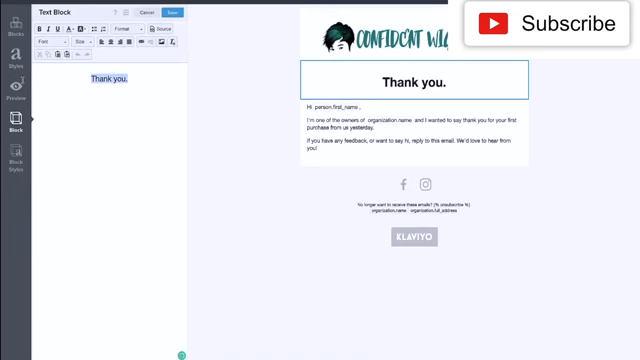 Text Block
Cancel
Save
Subscribe
Blocks
Styles
Preview
Block
Block
Styles
B I U A A Format Source
Font Size
Thank you.
CONFIDCAT WIG
Thank you.
Hi person.first_name ,
I'm one of the owners of organization.name and I wanted to say thank you for your first
purchase from us yesterday.
If you have any feedback, or want to say hi, reply to this email. We'd love to hear from
you!
No longer want to receive these emails? {% unsubscribe %}
organization.name organization.full_address
KLAVIYO